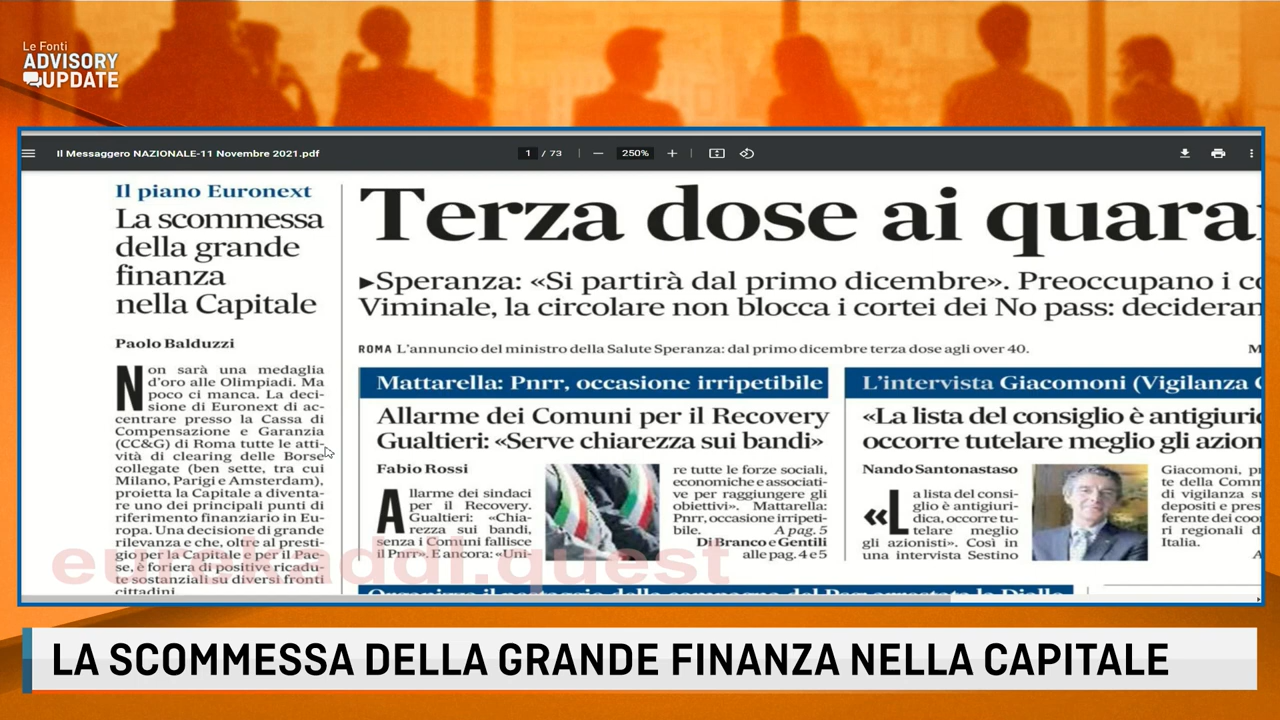 Le Fonti
ADVISORY
UPDATE
Il Messaggero NAZIONALE-11 Novembre 2021.pdf
1 / 73
250%
Il piano Euronext
La scommessa
della grande
finanza
nella Capitale
Paolo Balduzzi
Non sarà una medaglia
d'oro alle Olimpiadi. Ma
poco ci manca. La deci-
sione di Euronext di ac-
centrare presso la Cassa di
Compensazione e Garanzia
(CC&G) di Roma tutte le atti-
vità di clearing delle Borse
collegate (ben sette, tra cui
Milano, Parigi e Amsterdam),
proietta la Capitale a diventa-
re uno dei principali punti di
riferimento finanziario in Eu-
ropa. Una decisione di grande
rilevanza e che, oltre al presti-
gio per la Capitale e per il Pae-
se, è foriera di positive ricadu-
te sostanziali su diversi fronti
cittadini.
Terza dose ai quara
►Speranza: «Si partirà dal primo dicembre». Preoccupano i co
Viminale, la circolare non blocca i cortei dei No pass: decideran
ROMA L'annuncio del ministro della Salute Speranza: dal primo dicembre terza dose agli over 40.
Mattarella: Pnrr, occasione irripetibile
Allarme dei Comuni per il Recovery
Gualtieri: «Serve chiarezza sui bandi»
Fabio Rossi
Allarme dei sindaci
per il Recovery.
Gualtieri: «Chia-
rezza sui bandi,
senza i Comuni fallisce
il Pnrr». E ancora: «Uni-
re tutte le forze sociali,
economiche e associati-
ve per raggiungere gli
obiettivi». Mattarella:
Pnrr, occasione irripeti-
bile. A pag. 5
Di Branco e Gentili
alle pag. 4 e 5
L'intervista Giacomoni (Vigilanza
«La lista del consiglio è antigiuri
occorre tutelare meglio gli azion
Nando Santonastaso
«La lista del consi-
glio è antigiuri-
dica, occorre tu-
telare meglio
gli azionisti». Così in
una intervista Sestino
Giacomoni, pr
te della Comm
di vigilanza su
depositi e pres
ferente dei coor
ri regionali d
Italia.
LA SCOMMESSA DELLA GRANDE FINANZA NELLA CAPITALE